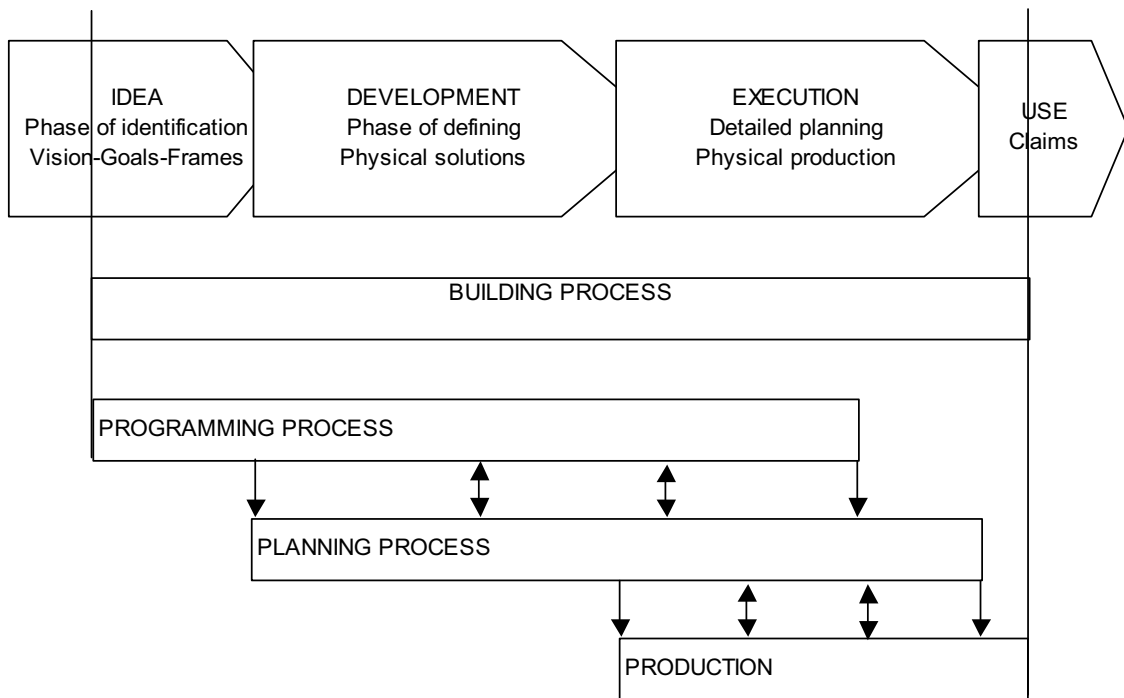 IDEA
Phase of identification
Vision-Goals-Frames
DEVELOPMENT
Phase of defining
Physical solutions
EXECUTION
Detailed planning
Physical production
USE
Claims
BUILDING PROCESS
PROGRAMMING PROCESS
PLANNING PROCESS
PRODUCTION